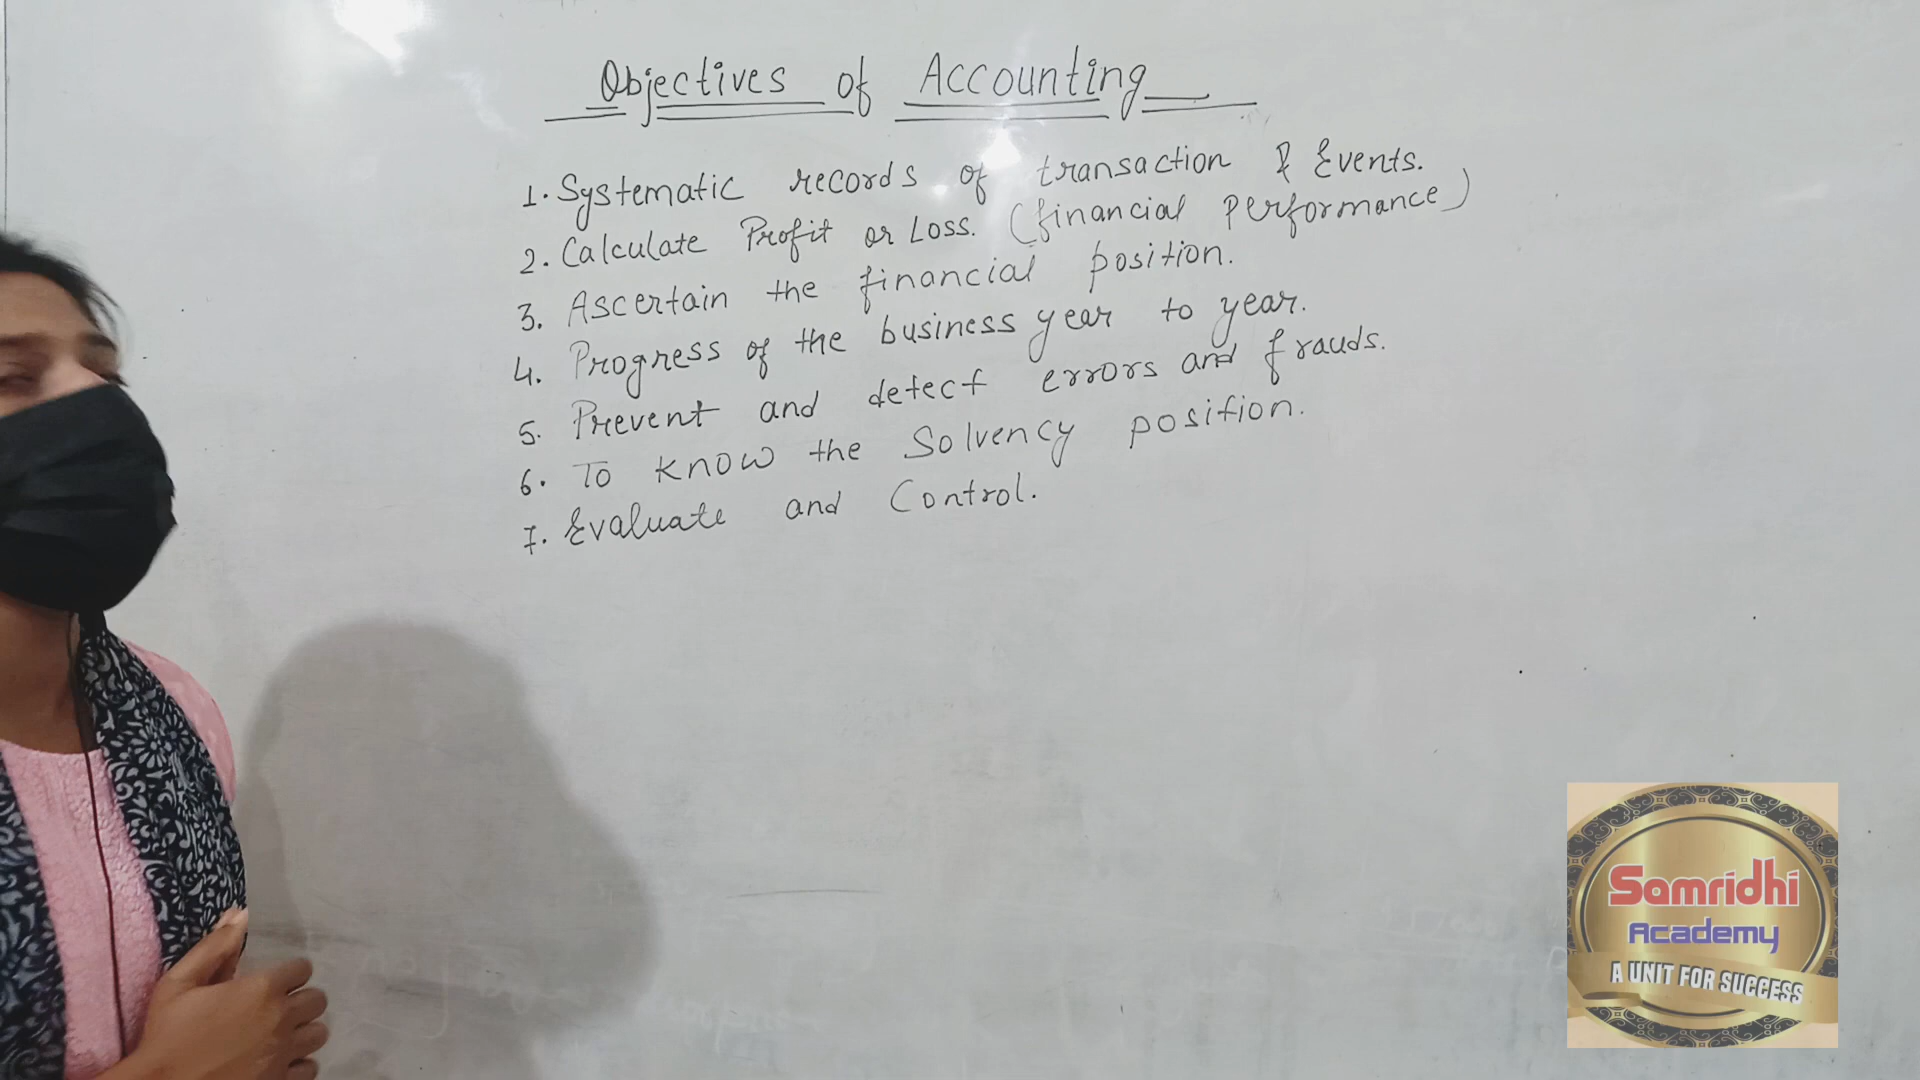 Objectives of Accounting
1. Systematic records of transaction & Events.
2. Calculate Profit or Loss. (financial performance)
3. Ascertain the financial position.
4. Progress of the business year to year.
5. Prevent and detect errors and frauds.
6. To know the Solvency position.
7. Evaluate and Control.
Samridhi
Academy
A UNIT FOR SUCCESS